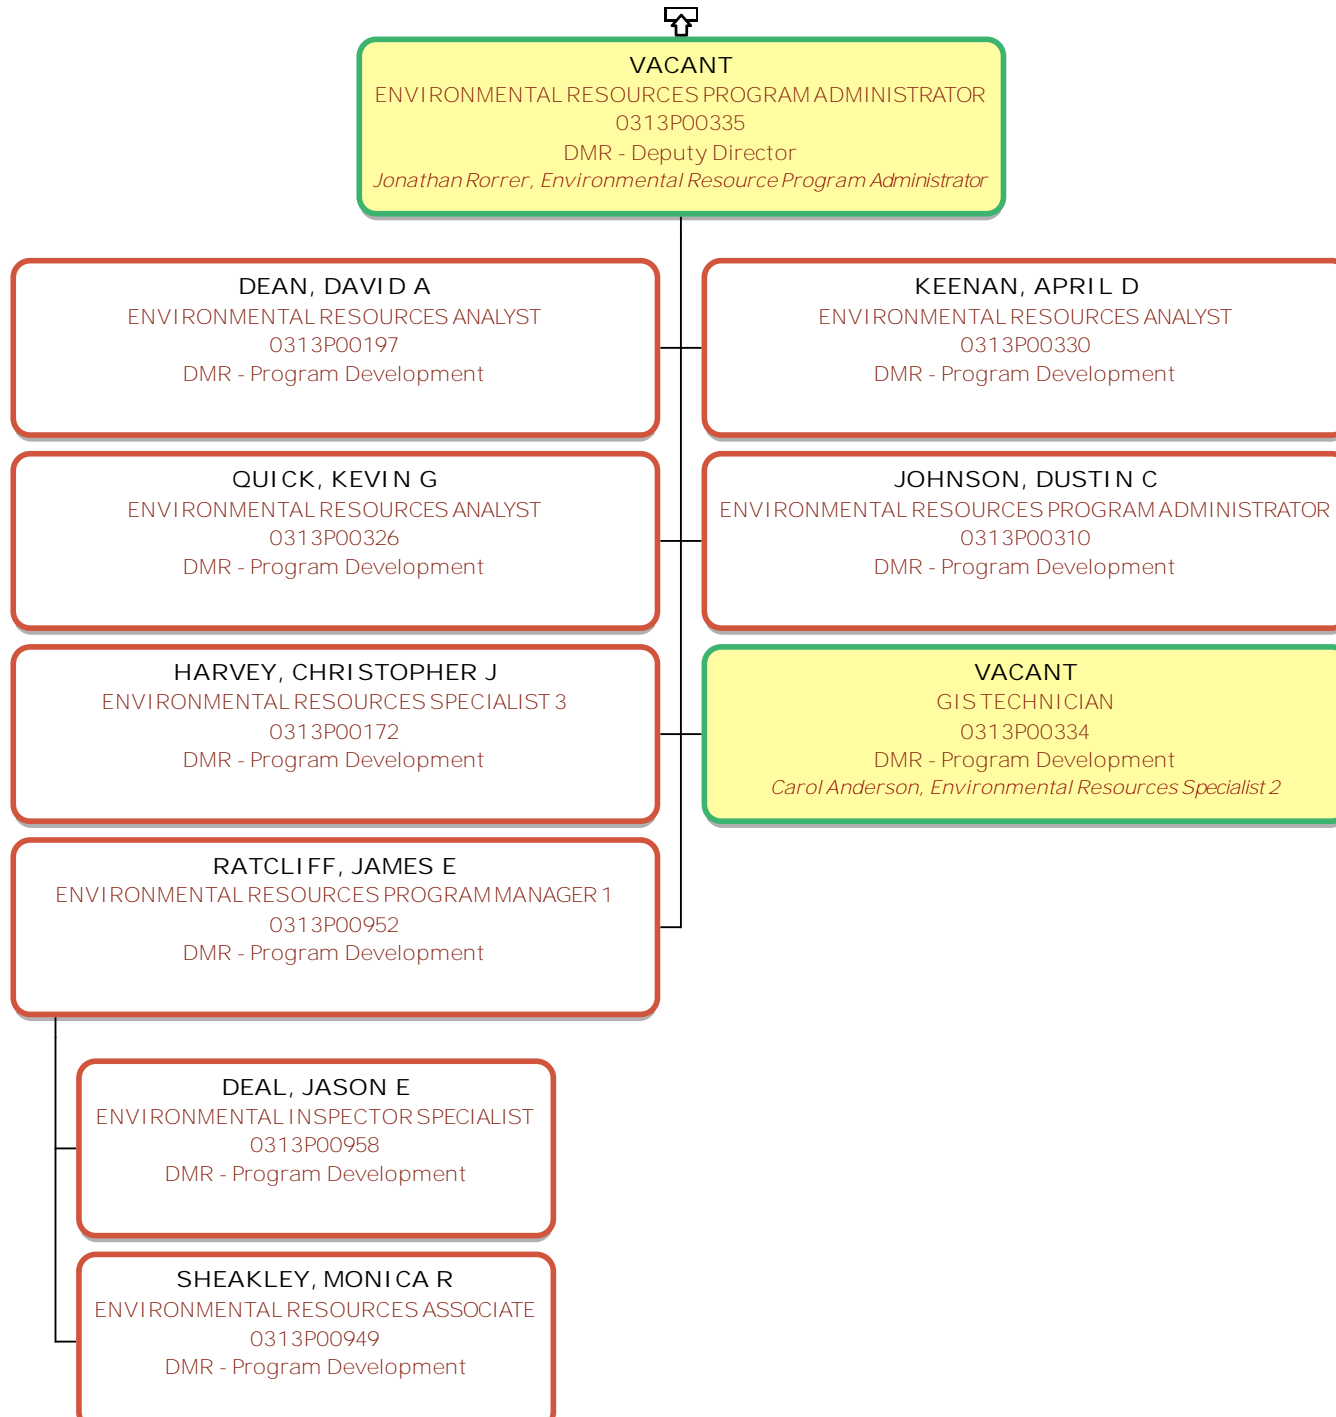 VACANT
ENVIRONMENTAL RESOURCES PROGRAM ADMINISTRATOR
0313P00335
DMR - Deputy Director
Jonathan Rorrer, Environmental Resource Program Administrator
DEAN, DAVID A
ENVIRONMENTAL RESOURCES ANALYST
0313P00197
DMR - Program Development
KEENAN, APRIL D
ENVIRONMENTAL RESOURCES ANALYST
0313P00330
DMR - Program Development
QUICK, KEVIN G
ENVIRONMENTAL RESOURCES ANALYST
0313P00326
DMR - Program Development
JOHNSON, DUSTIN C
ENVIRONMENTAL RESOURCES PROGRAM ADMINISTRATOR
0313P00310
DMR - Program Development
HARVEY, CHRISTOPHER J
ENVIRONMENTAL RESOURCES SPECIALIST 3
0313P00172
DMR - Program Development
VACANT
GIS TECHNICIAN
0313P00334
DMR - Program Development
Carol Anderson, Environmental Resources Specialist 2
RATCLIFF, JAMES E
ENVIRONMENTAL RESOURCES PROGRAM MANAGER 1
0313P00952
DMR - Program Development
DEAL, JASON E
ENVIRONMENTAL INSPECTOR SPECIALIST
0313P00958
DMR - Program Development
SHEAKLEY, MONICA R
ENVIRONMENTAL RESOURCES ASSOCIATE
0313P00949
DMR - Program Development